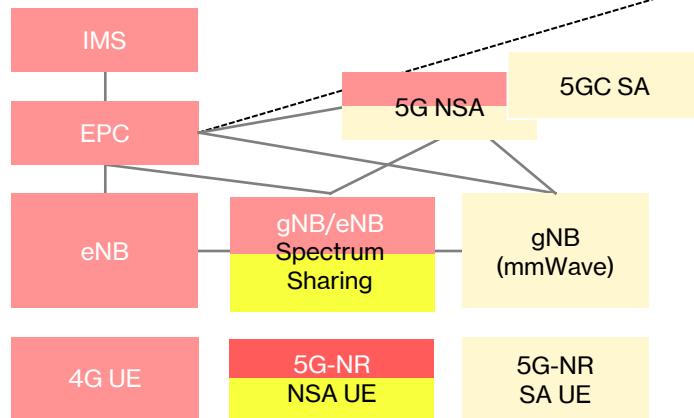 IMS
5GC SA
5G NSA
EPC
eNB
gNB/eNB
Spectrum
Sharing
gNB
(mmWave)
4G UE
5G-NR
NSA UE
5G-NR
SA UE